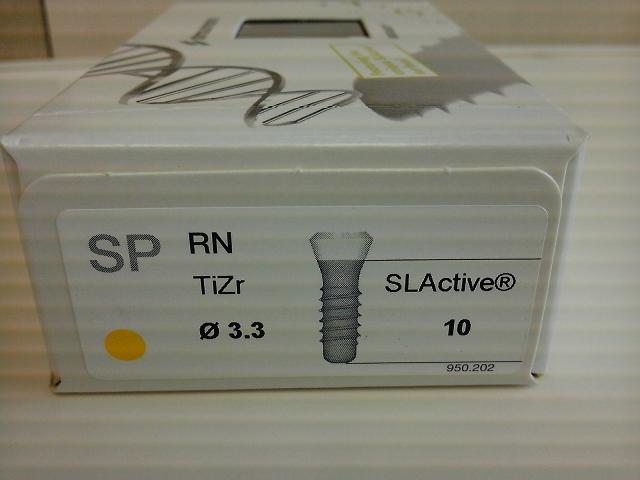 SP
RN
TiZr
Ø 3.3
SLActive®
10
950.202